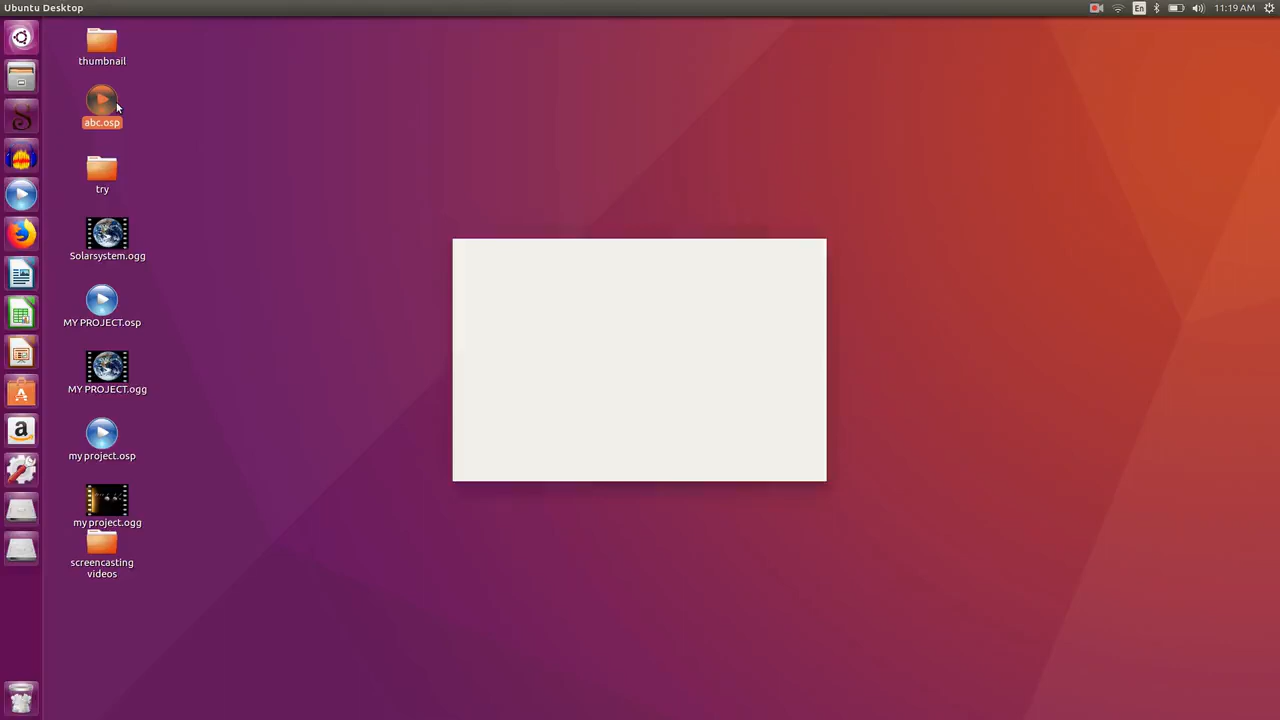 Ubuntu Desktop
En
11:19 AM
thumbnail
abc.osp
try
Solarsystem.ogg
MY PROJECT.osp
MY PROJECT.ogg
my project.osp
my project.ogg
screencasting
videos